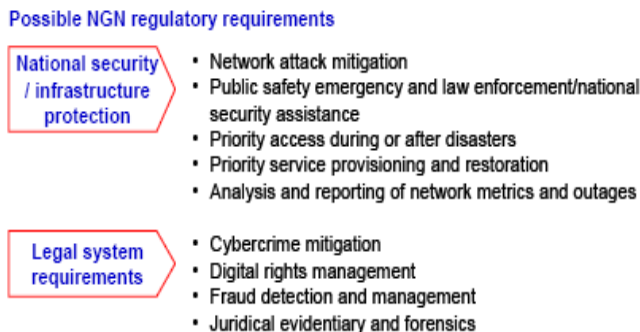 Possible NGN regulatory requirements
National security
/ infrastructure
protection
• Network attack mitigation
• Public safety emergency and law enforcement/national
security assistance
• Priority access during or after disasters
• Priority service provisioning and restoration
• Analysis and reporting of network metrics and outages
Legal system
requirements
• Cybercrime mitigation
• Digital rights management
• Fraud detection and management
• Juridical evidentiary and forensics